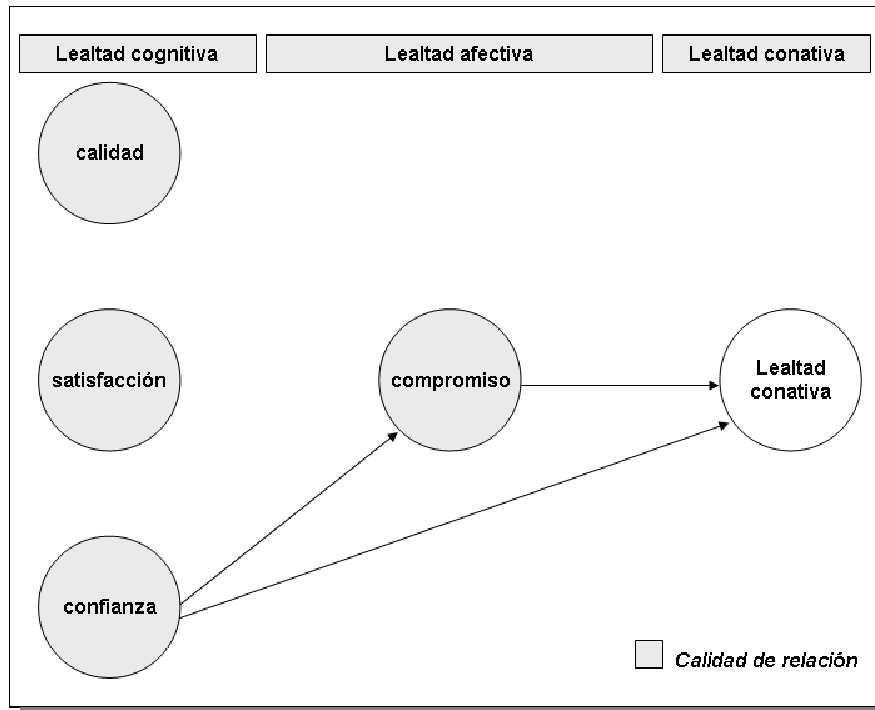 Lealtad cognitiva
Lealtad afectiva
Lealtad conativa
calidad
satisfacción
compromiso
Lealtad
conativa
confianza
Calidad de relación